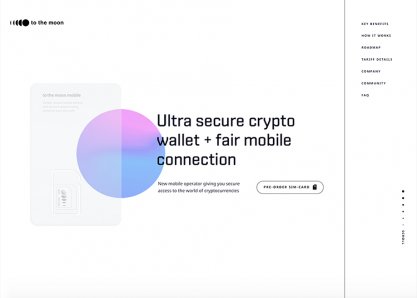 to the moon
KEY BENEFITS
HOW IT WORKS
ROADMAP
TARIFF DETAILS
COMPANY
COMMUNITY
FAQ
to the moon mobile
Ultra secure crypto
wallet + fair mobile
connection
New mobile operator giving you secure
access to the world of cryptocurrencies
PRE-ORDER SIM-CARD